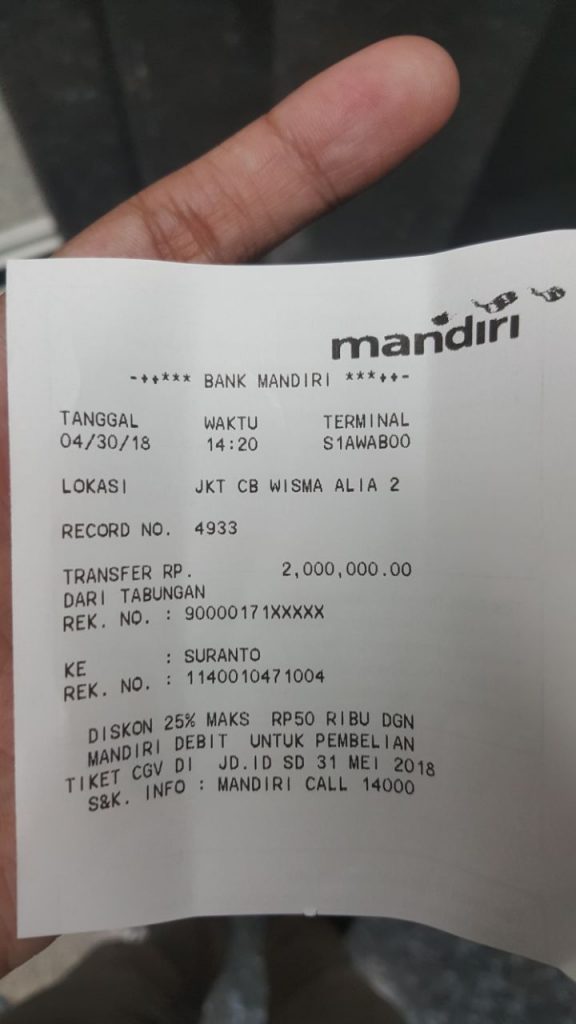 mandiri
-++*** BANK MANDIRI ***++-
TANGGAL WAKTU TERMINAL
04/30/18 14:20 S1AWAB00
LOKASI JKT CB WISMA ALIA 2
RECORD NO. 4933
TRANSFER RP. 2,000,000.00
DARI TABUNGAN
REK. NO. : 90000171XXXXX
KE : SURANTO
REK. NO. : 1140010471004
DISKON 25% MAKS RP50 RIBU DGN
MANDIRI DEBIT UNTUK PEMBELIAN
TIKET CGV DI JD.ID SD 31 MEI 2018
S&K. INFO : MANDIRI CALL 14000